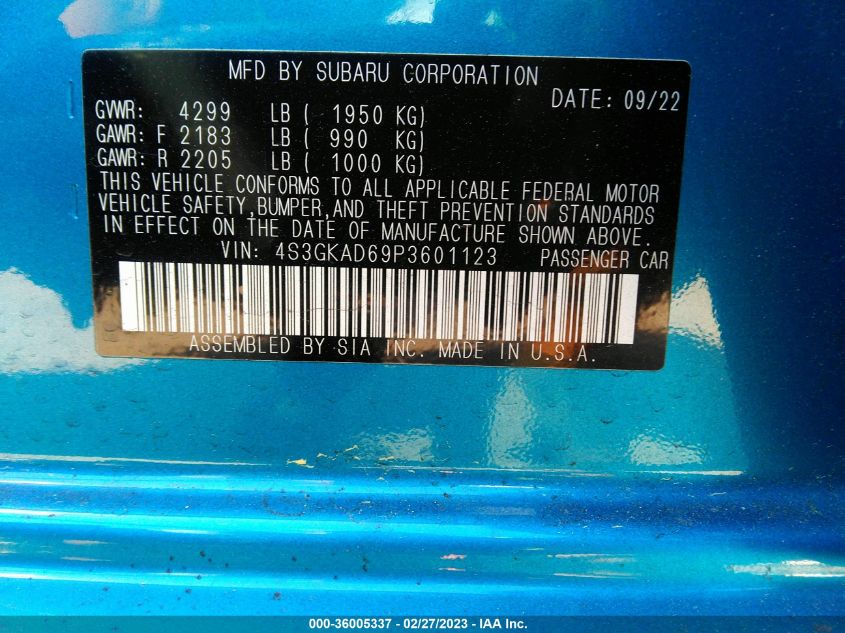 MFD BY SUBARU CORPORATION
DATE: 09/22
GVWR: 4299 LB ( 1950 KG)
GAWR: F 2183 LB ( 990 KG)
GAWR: R 2205 LB ( 1000 KG)
THIS VEHICLE CONFORMS TO ALL APPLICABLE FEDERAL MOTOR
VEHICLE SAFETY,BUMPER,AND THEFT PREVENTION STANDARDS
IN EFFECT ON THE DATE OF MANUFACTURE SHOWN ABOVE.
VIN: 4S3GKAD69P3601123 PASSENGER CAR
ASSEMBLED BY SIA INC. MADE IN U.S.A.
000-36005337 - 02/27/2023 - IAA Inc.